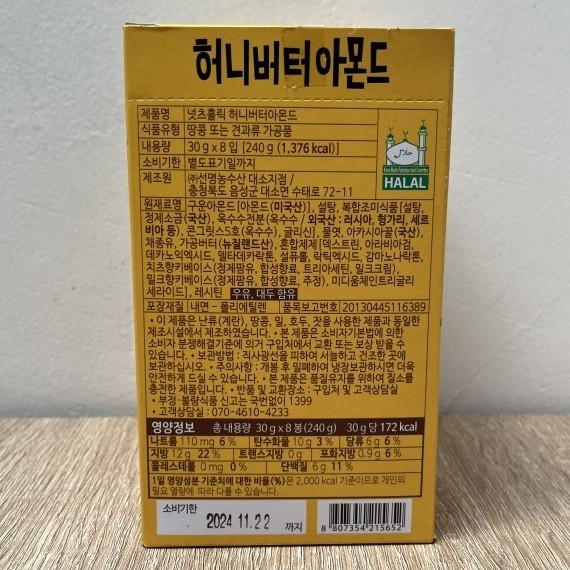 허니버터아몬드
제품명 넛츠홀릭 허니버터아몬드
식품유형 땅콩 또는 견과류 가공품
내용량 30 g x 8 입 [240 g (1,376 kcal)]
소비기한 별도표기일까지
제조원 ㈜선명농수산 대소지점 /
충청북도 음성군 대소면 수태로 72-11
HALAL
원재료명 구운아몬드[아몬드(미국산)], 설탕, 복합조미식품[설탕,
정제소금(국산), 옥수수전분(옥수수 / 외국산 : 러시아, 헝가리, 세르
비아 등), 콘그릿츠5호(옥수수), 글리신], 물엿, 아카시아꿀(국산),
채종유, 가공버터(뉴질랜드산), 혼합제제[덱스트린, 아라비아검,
데카노익에시드, 델타데카락톤, 설퓨롤, 락틱에시드, 감마노나락톤,
치즈향키베이스(정제팜유, 합성향료, 트리아세틴, 밀크크림),
밀크향키베이스(정제팜유, 합성향료, 주정), 미디움체인트리글리
세라이드], 레시틴 우유, 대두 함유
포장재질 내면 - 폴리에틸렌 품목보고번호 20130445116389
• 이 제품은 난류(계란), 땅콩, 밀, 호두, 잣을 사용한 제품과 동일한
제조시설에서 제조하였습니다. • 본 제품은 소비자기본법에 의한
소비자 분쟁해결기준에 의거 구입처에서 교환 또는 보상 받을 수
있습니다. • 보관방법 : 직사광선을 피하여 서늘하고 건조한 곳에
보관하십시오. • 주의사항 : 개봉 후 밀폐하여 냉장보관하시면 더욱
안전하게 드실 수 있습니다. • 본 제품은 품질유지를 위하여 질소를
충전한 제품입니다. • 반품 및 교환장소 : 구입처 및 고객상담실
• 부정·불량식품 신고는 국번없이 1399
• 고객상담실 : 070-4610-4233
영양정보 총 내용량 30 g x 8 봉(240 g) 30 g 당 172 kcal
나트륨 110 mg 6 % 탄수화물 10 g 3 % 당류 6 g 6 %
지방 12 g 22 % 트랜스지방 0 g 포화지방 0.9 g 6 %
콜레스테롤 0 mg 0 % 단백질 6 g 11 %
1일 영양성분 기준치에 대한 비율(%)은 2,000 kcal 기준이므로 개인의
필요 열량에 따라 다를 수 있습니다.
소비기한
2024 11.22 까지
8 807354 215652